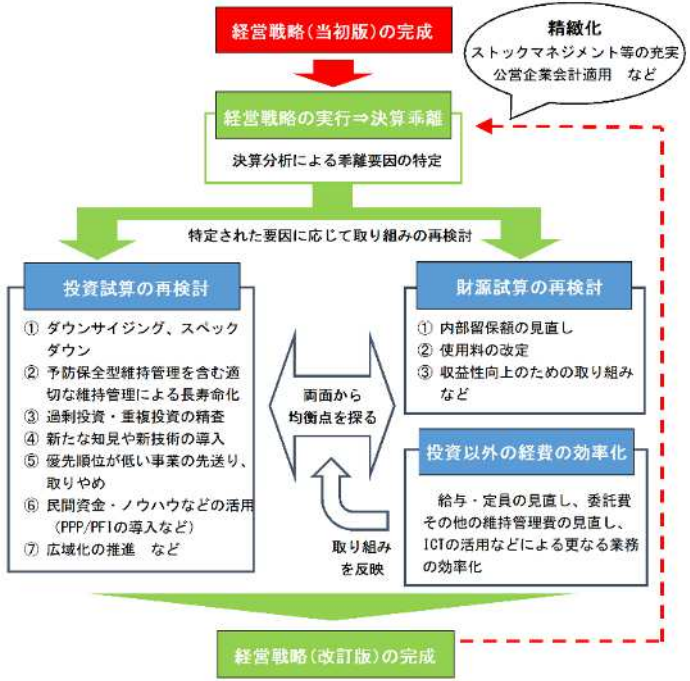 経営戦略(当初版)の完成
精緻化
ストックマネジメント等の充実
公営企業会計適用　など
経営戦略の実行⇒決算乖離
決算分析による乖離要因の特定
特定された要因に応じて取り組みの再検討
投資試算の再検討
① ダウンサイジング、スペック
ダウン
② 予防保全型維持管理を含む適
切な維持管理による長寿命化
③ 過剰投資・重複投資の精査
④ 新たな知見や新技術の導入
⑤ 優先順位が低い事業の先送り、
取りやめ
⑥ 民間資金・ノウハウなどの活用
（PPP/PFIの導入など）
⑦ 広域化の推進　など
両面から
均衡点を探る
取り組み
を反映
財源試算の再検討
① 内部留保額の見直し
② 使用料の改定
③ 収益性向上のための取り組み
など
投資以外の経費の効率化
給与・定員の見直し、委託費
その他の維持管理費の見直し、
ICTの活用などによる更なる業務
の効率化
経営戦略(改訂版)の完成